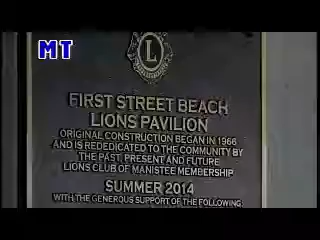 MT
L
FIRST STREET BEACH
LIONS PAVILION
ORIGINAL CONSTRUCTION BEGAN IN 1966
AND IS REDEDICATED TO THE COMMUNITY BY
THE PAST, PRESENT AND FUTURE
LIONS CLUB OF MANISTEE MEMBERSHIP
SUMMER 2014
WITH THE GENEROUS SUPPORT OF THE FOLLOWING: